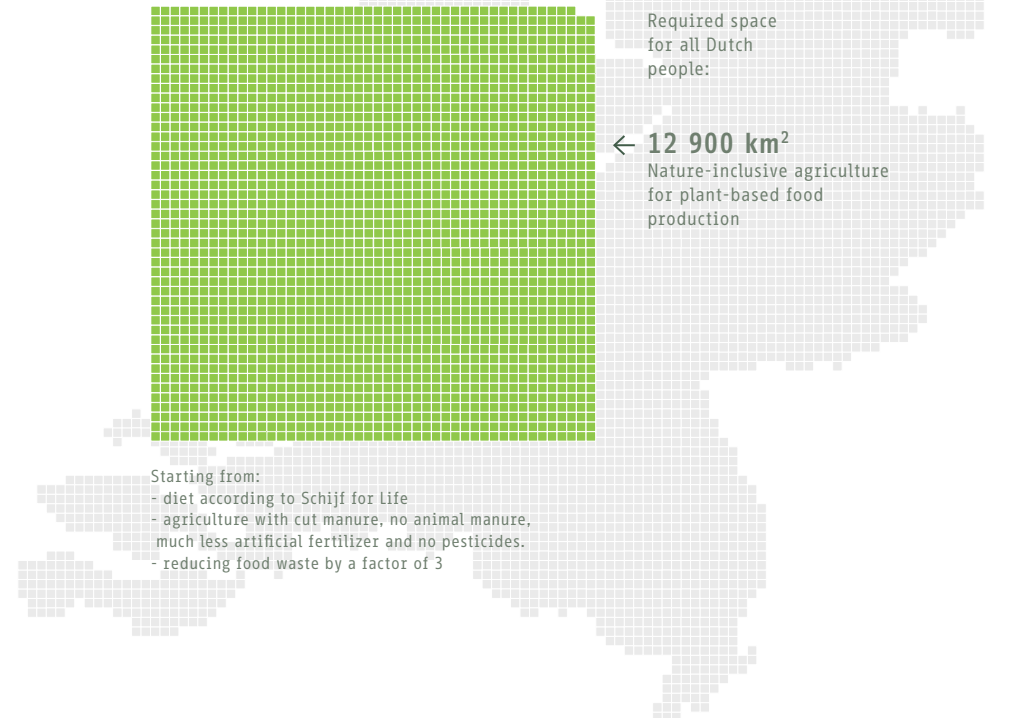 Required space
for all Dutch
people:
← 12 900 km²
Nature-inclusive agriculture
for plant-based food
production
Starting from:
- diet according to Schijf for Life
- agriculture with cut manure, no animal manure,
much less artificial fertilizer and no pesticides.
- reducing food waste by a factor of 3